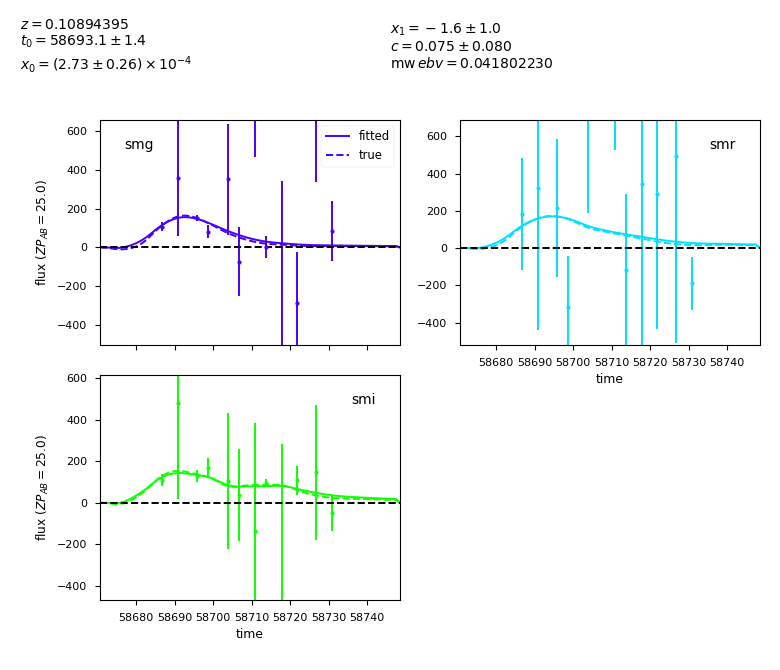 z = 0.10894395
t₀ = 58693.1 ± 1.4
x₀ = (2.73 ± 0.26) × 10⁻⁴
x₁ = −1.6 ± 1.0
c = 0.075 ± 0.080
mw ebv = 0.041802230
smg
fitted
true
600
400
200
0
−200
−400
flux (ZP_AB = 25.0)
smr
600
400
200
0
−200
−400
58680 58690 58700 58710 58720 58730 58740
time
smi
600
400
200
0
−200
−400
flux (ZP_AB = 25.0)
58680 58690 58700 58710 58720 58730 58740
time